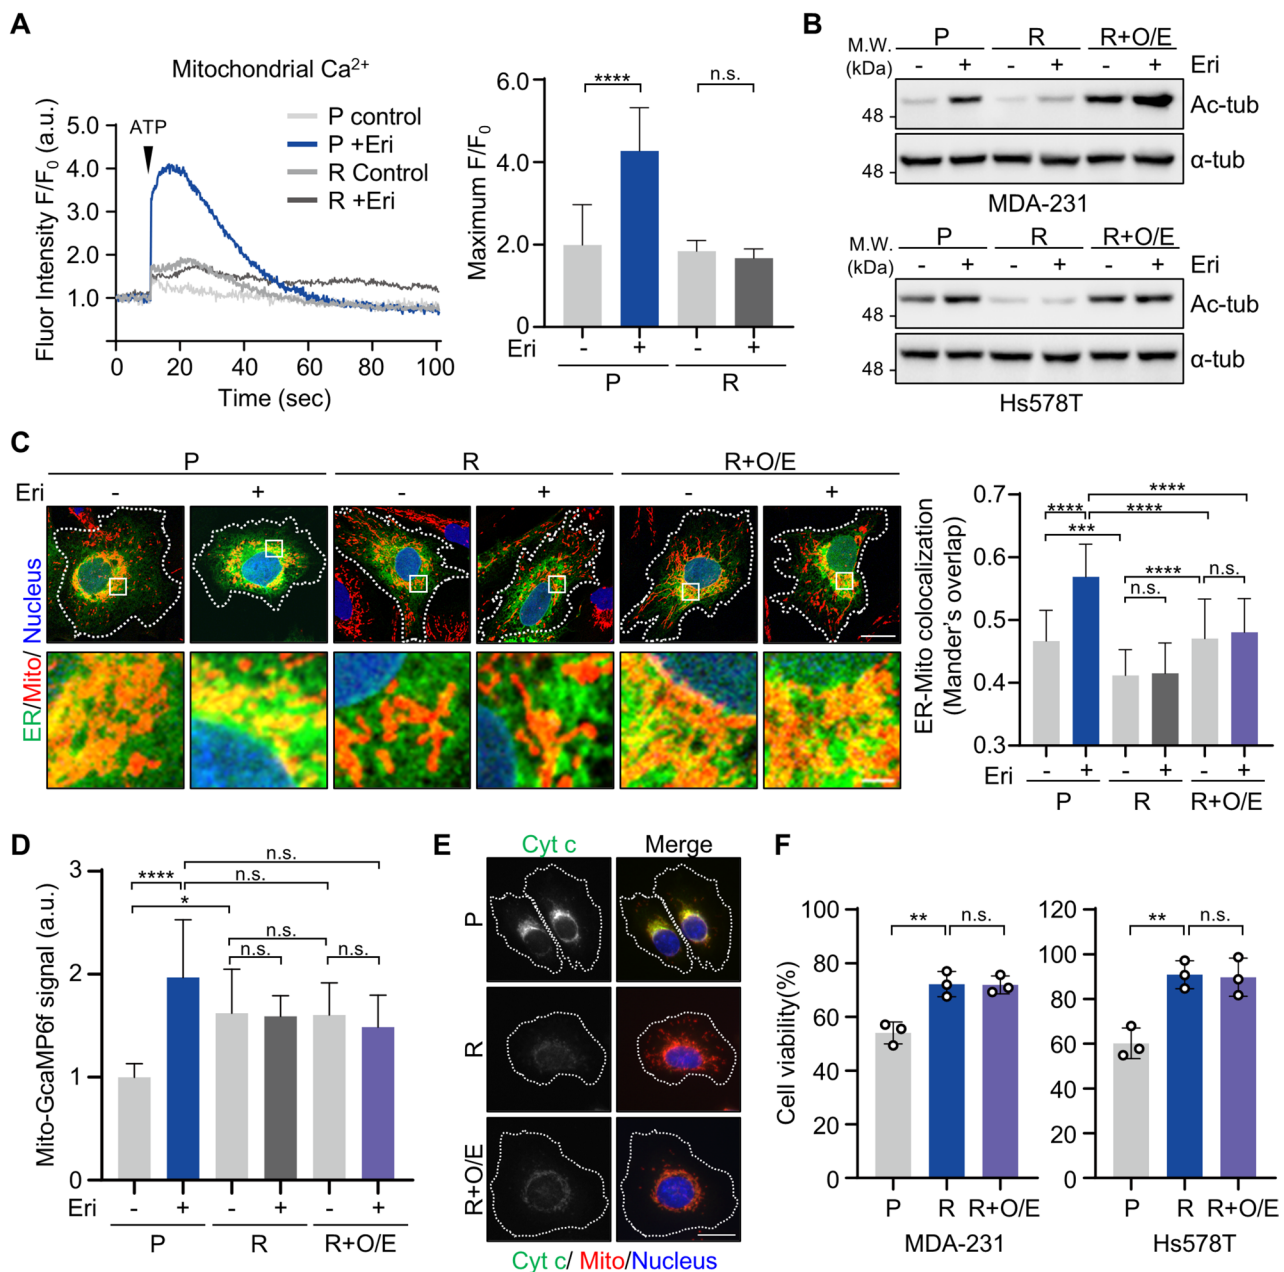 A
Mitochondrial Ca²⁺
Fluor Intensity F/F₀ (a.u.)
5.0
4.0
3.0
2.0
1.0
ATP
P control
P +Eri
R Control
R +Eri
0 20 40 60 80 100
Time (sec)
Maximum F/F₀
6.0
4.0
2.0
0
**** n.s.
Eri - + - +
P R
B
M.W. (kDa)
P R R+O/E
- + - + - + Eri
48 - Ac-tub
48 - α-tub
MDA-231
M.W. (kDa)
P R R+O/E
- + - + - + Eri
48 - Ac-tub
48 - α-tub
Hs578T
C
P R R+O/E
Eri - + - + - +
ER/Mito/ Nucleus
ER-Mito colocalization
(Mander's overlap)
0.7
0.6
0.5
0.4
0.3
****
**** ****
***
**** n.s.
n.s.
Eri - + - + - +
P R R+O/E
D
Mito-GcaMP6f signal (a.u.)
3
2
1
0
n.s.
**** n.s.
*
n.s.
n.s. n.s.
Eri - + - + - +
P R R+O/E
E
Cyt c Merge
P
R
R+O/E
Cyt c/ Mito/Nucleus
F
Cell viability(%)
100
80
60
40
20
0
** n.s.
P R R+O/E
MDA-231
120
100
80
60
40
20
0
** n.s.
P R R+O/E
Hs578T